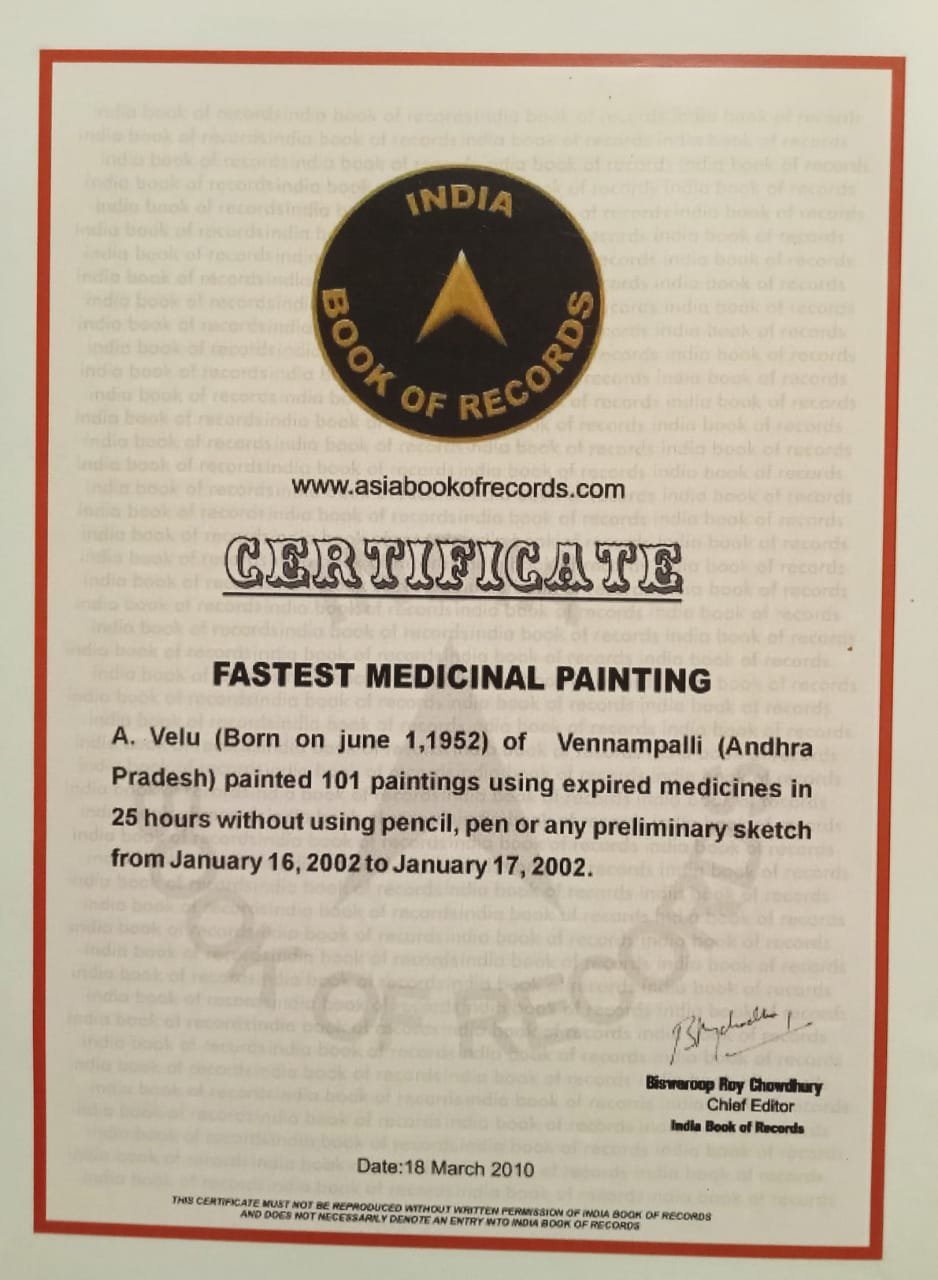 INDIA
BOOK OF RECORDS
www.asiabookofrecords.com
CERTIFICATE
FASTEST MEDICINAL PAINTING
A. Velu (Born on june 1,1952) of Vennampalli (Andhra
Pradesh) painted 101 paintings using expired medicines in
25 hours without using pencil, pen or any preliminary sketch
from January 16, 2002 to January 17, 2002.
Bisweroop Roy Chowdhury
Chief Editor
India Book of Records
Date:18 March 2010
THIS CERTIFICATE MUST NOT BE REPRODUCED WITHOUT WRITTEN PERMISSION OF INDIA BOOK OF RECORDS
AND DOES NOT NECESSARILY DENOTE AN ENTRY INTO INDIA BOOK OF RECORDS